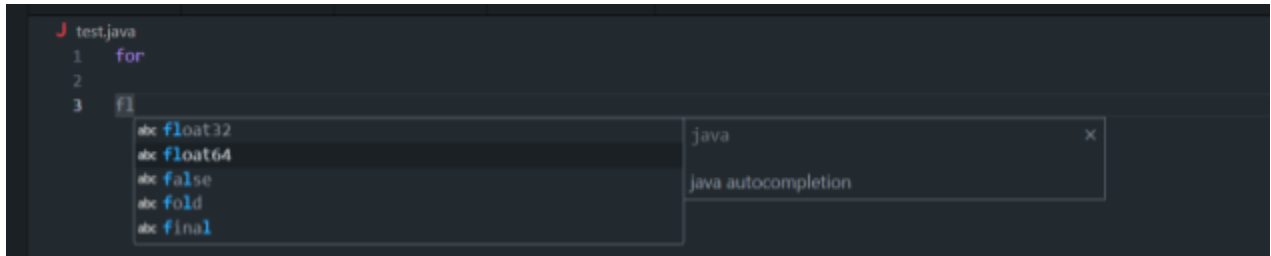 J test.java
1 for
2
3 fl
abc float32
abc float64
abc false
abc fold
abc final
java ×
java autocompletion